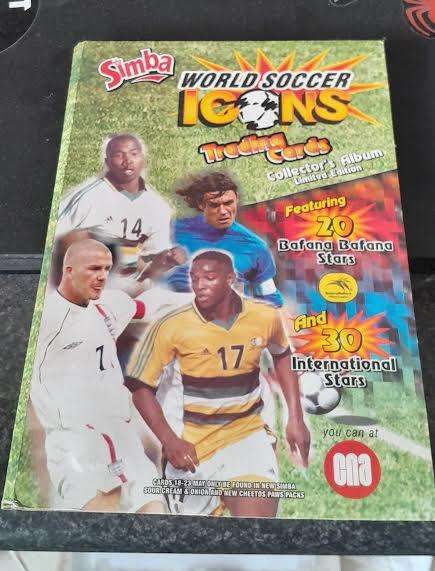 Simba
WORLD SOCCER
ICONS
Trading Cards
Collector's Album
Limited Edition
Featuring
20
Bafana Bafana
Stars
And
30
International
Stars
14
7
17
you can at
cna
CARDS 18-23 MAY ONLY BE FOUND IN NEW SIMBA
SOUR CREAM & ONION AND NEW CHEETOS PAWS PACKS